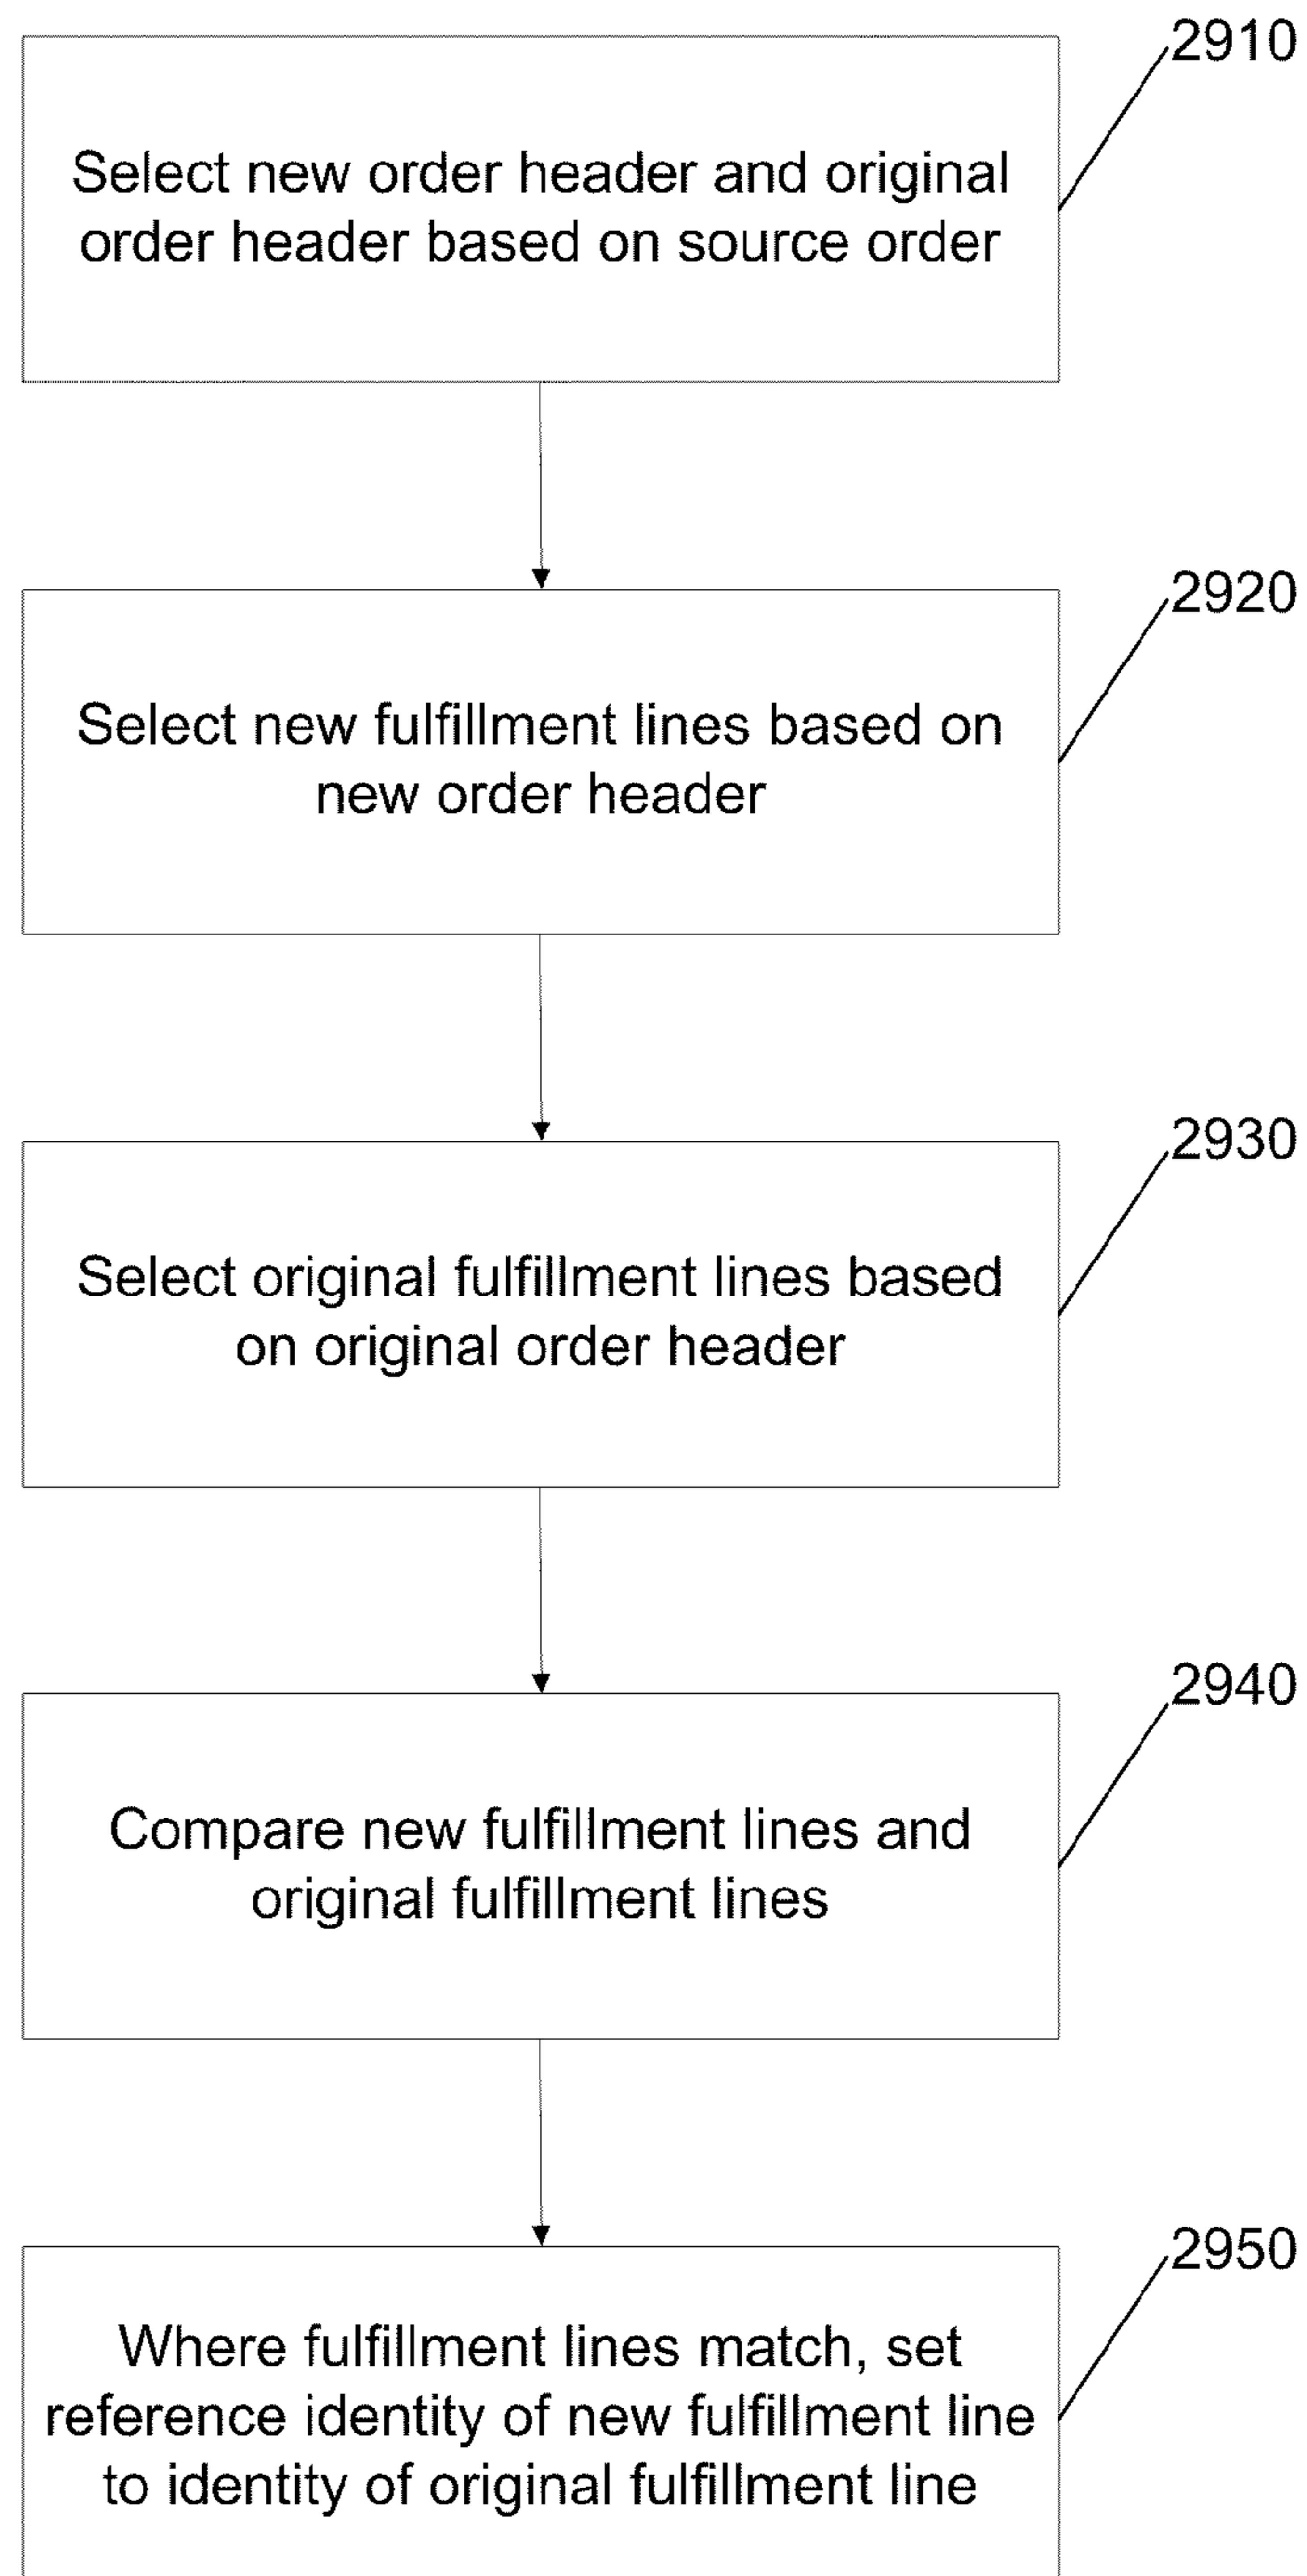 2910
Select new order header and original
order header based on source order
2920
Select new fulfillment lines based on
new order header
2930
Select original fulfillment lines based
on original order header
2940
Compare new fulfillment lines and
original fulfillment lines
2950
Where fulfillment lines match, set
reference identity of new fulfillment line
to identity of original fulfillment line